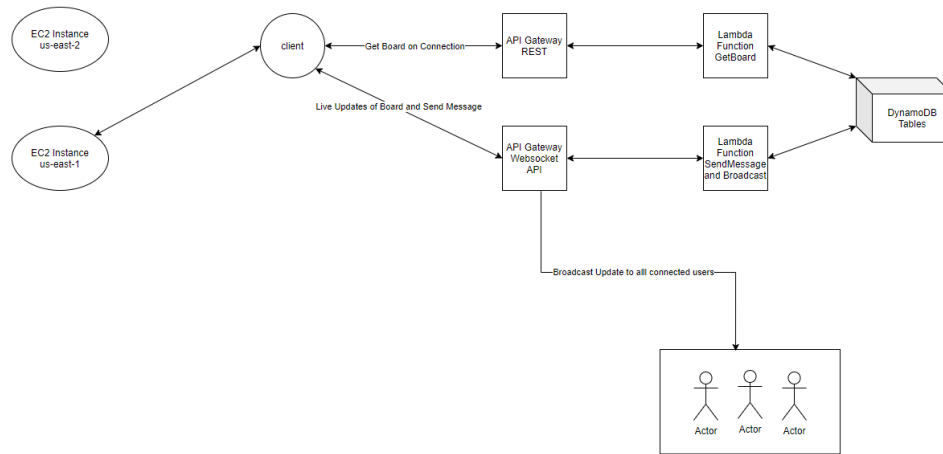 EC2 Instance
us-east-2
client
Get Board on Connection
API Gateway
REST
Lambda
Function
GetBoard
Live Updates of Board and Send Message
DynamoDB
Tables
EC2 Instance
us-east-1
API Gateway
Websocket
API
Lambda
Function
SendMessage
and Broadcast
Broadcast Update to alll connected users
Actor
Actor
Actor